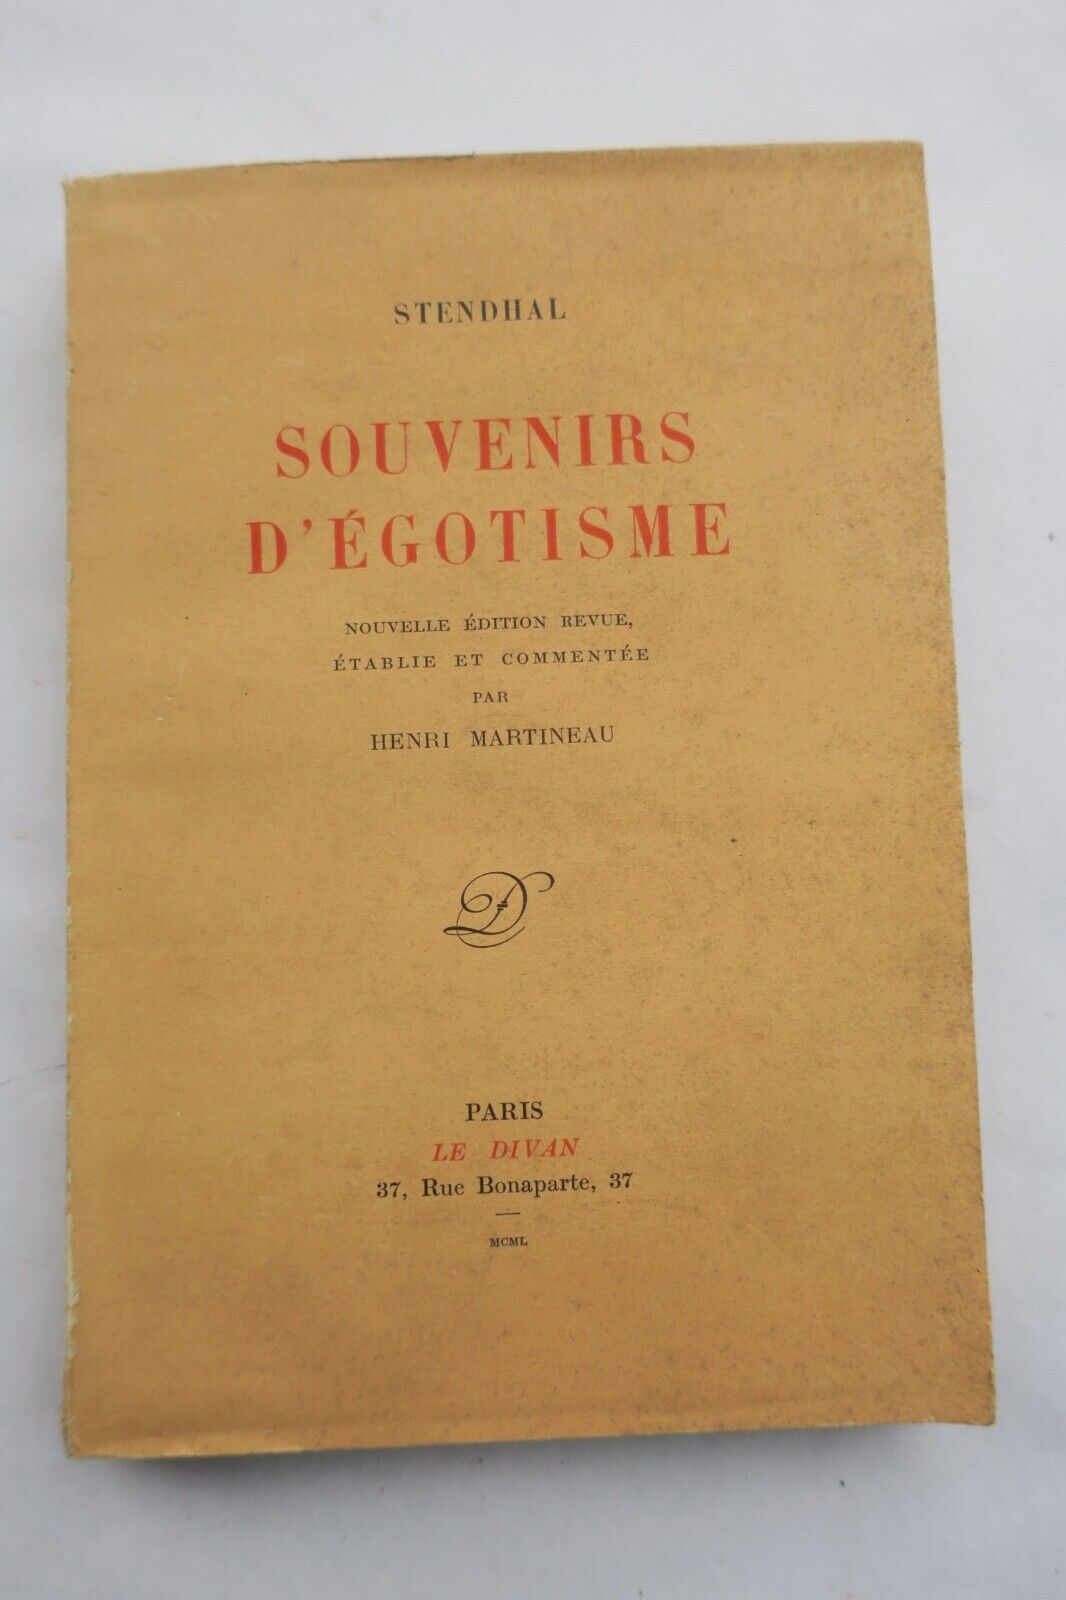 STENDHAL
SOUVENIRS
D'ÉGOTISME
NOUVELLE ÉDITION REVUE,
ÉTABLIE ET COMMENTÉE
PAR
HENRI MARTINEAU
D
PARIS
LE DIVAN
37, Rue Bonaparte, 37
MCML